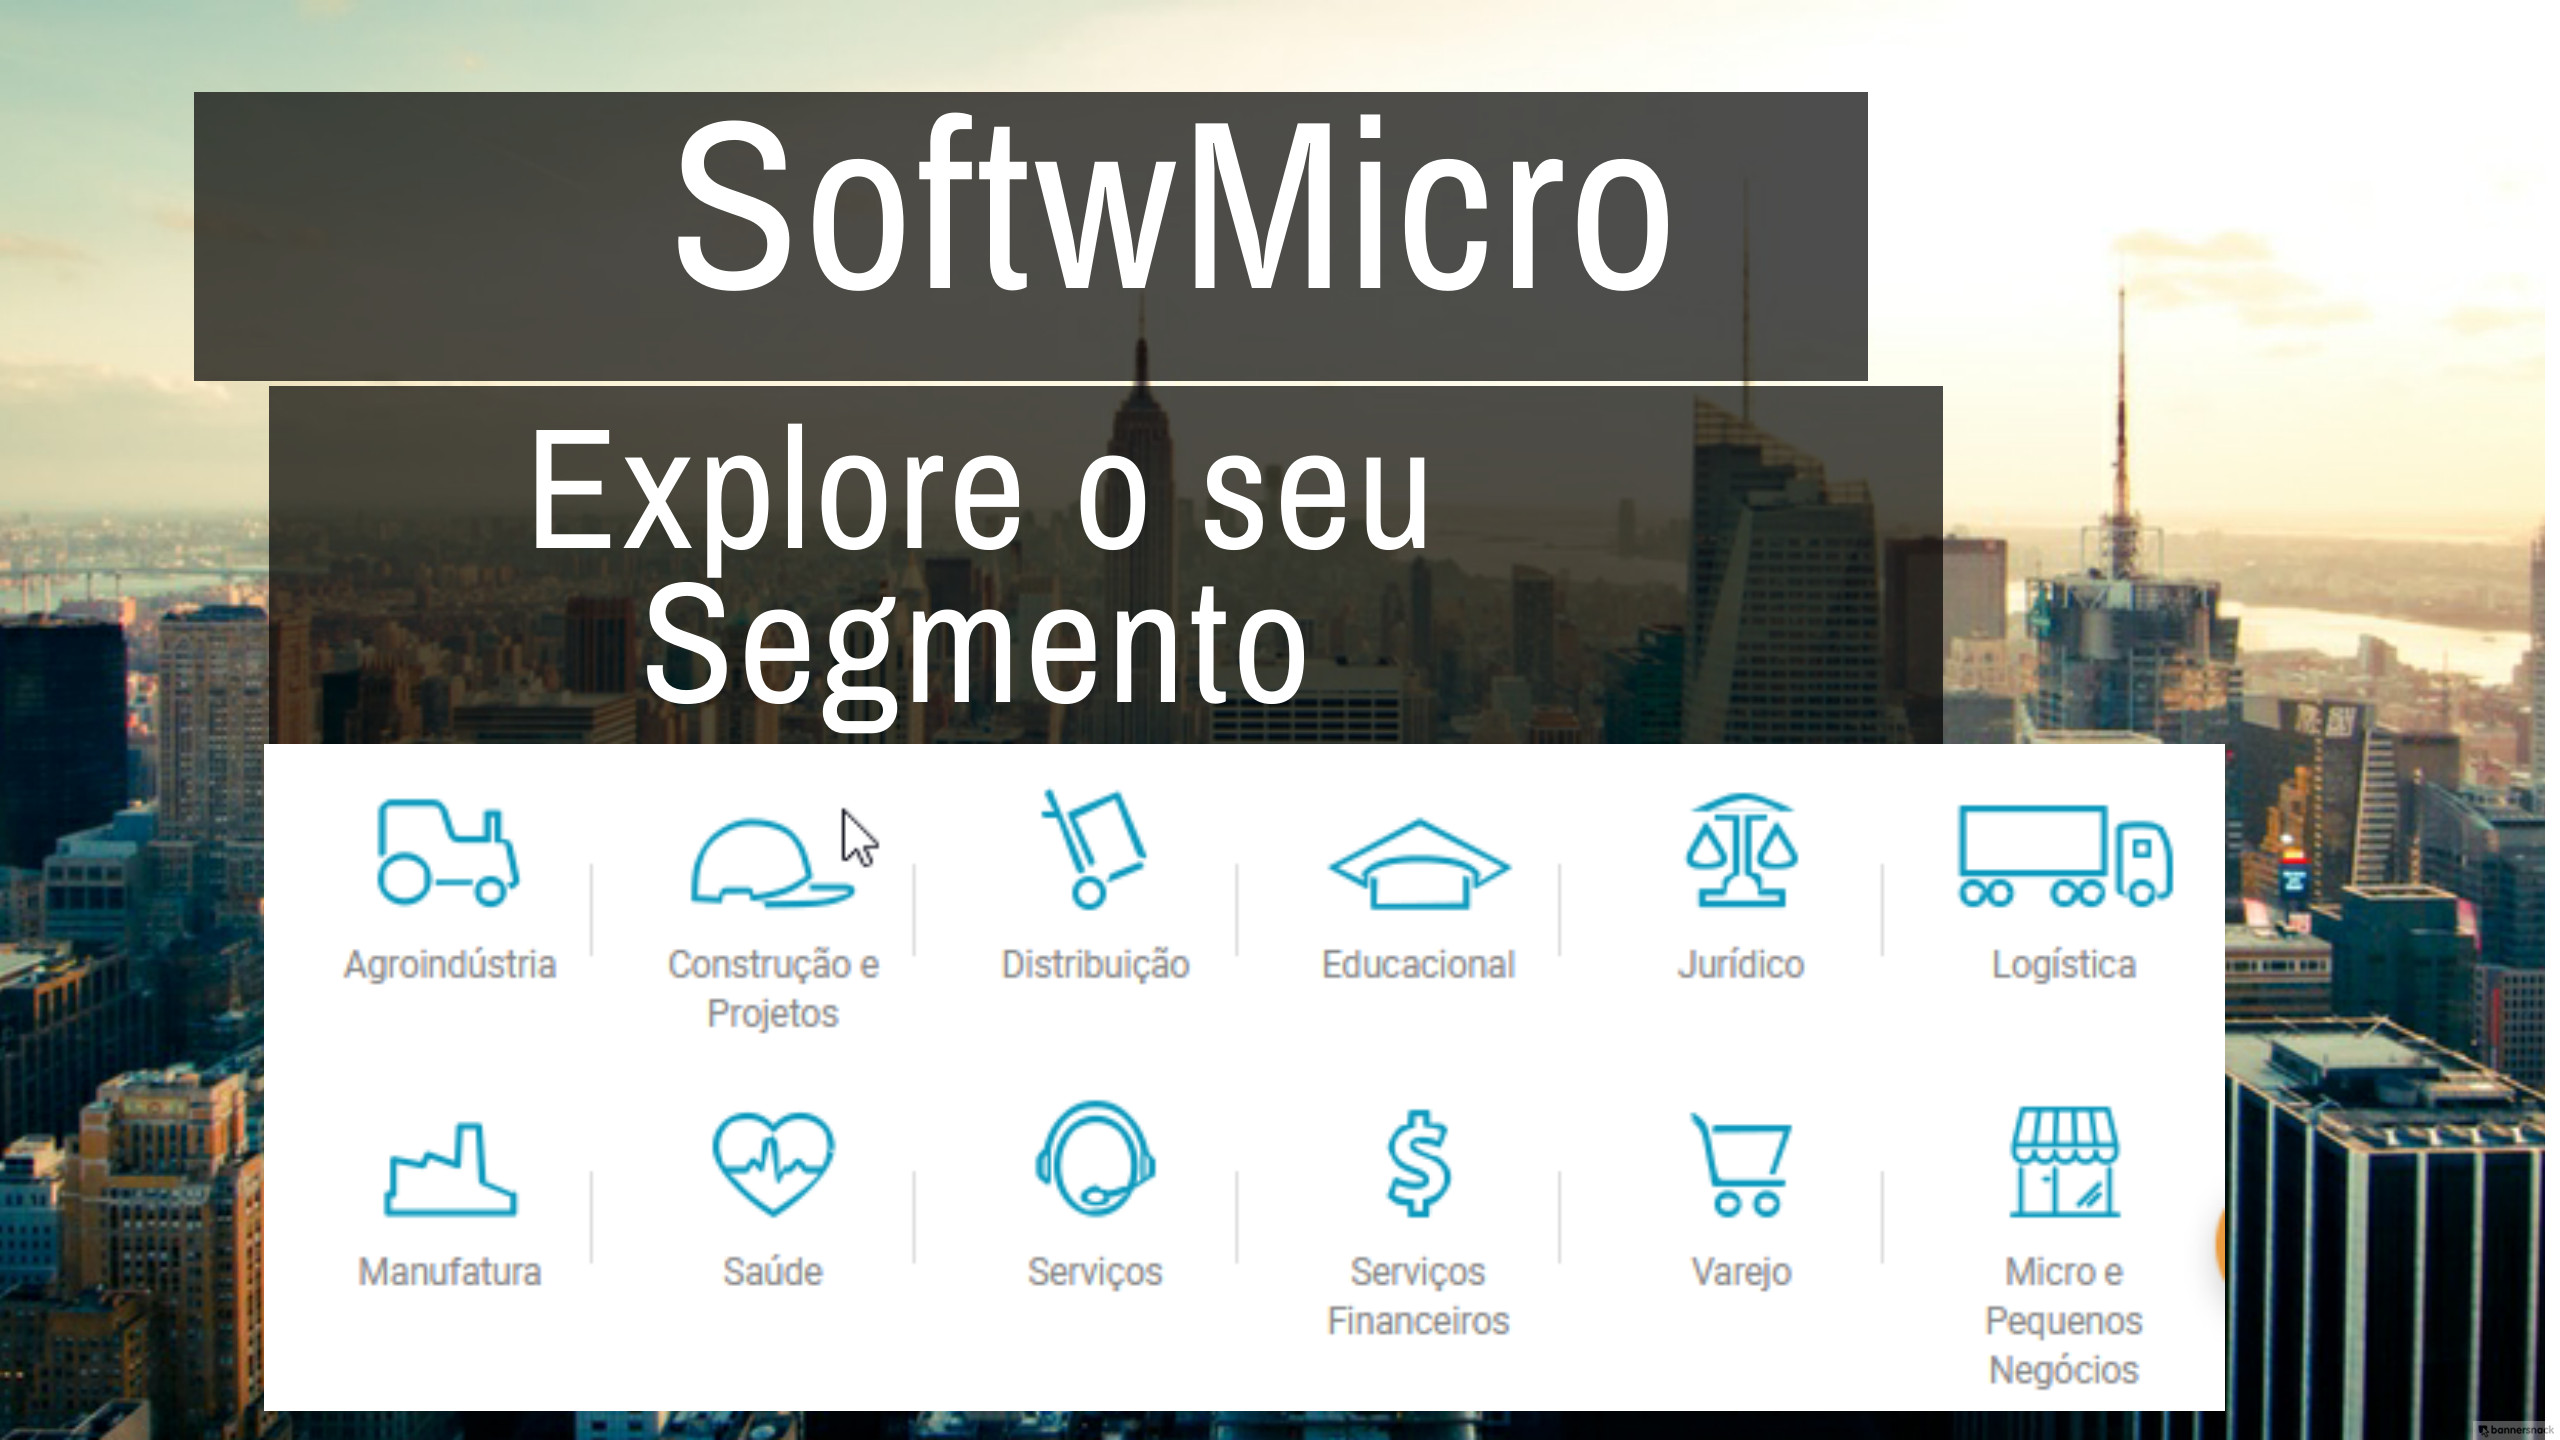 SoftwMicro
Explore o seu
Segmento
Agroindústria
Construção e
Projetos
Distribuição
Educacional
Jurídico
Logística
Manufatura
Saúde
Serviços
Serviços
Financeiros
Varejo
Micro e
Pequenos
Negócios
bannersnack